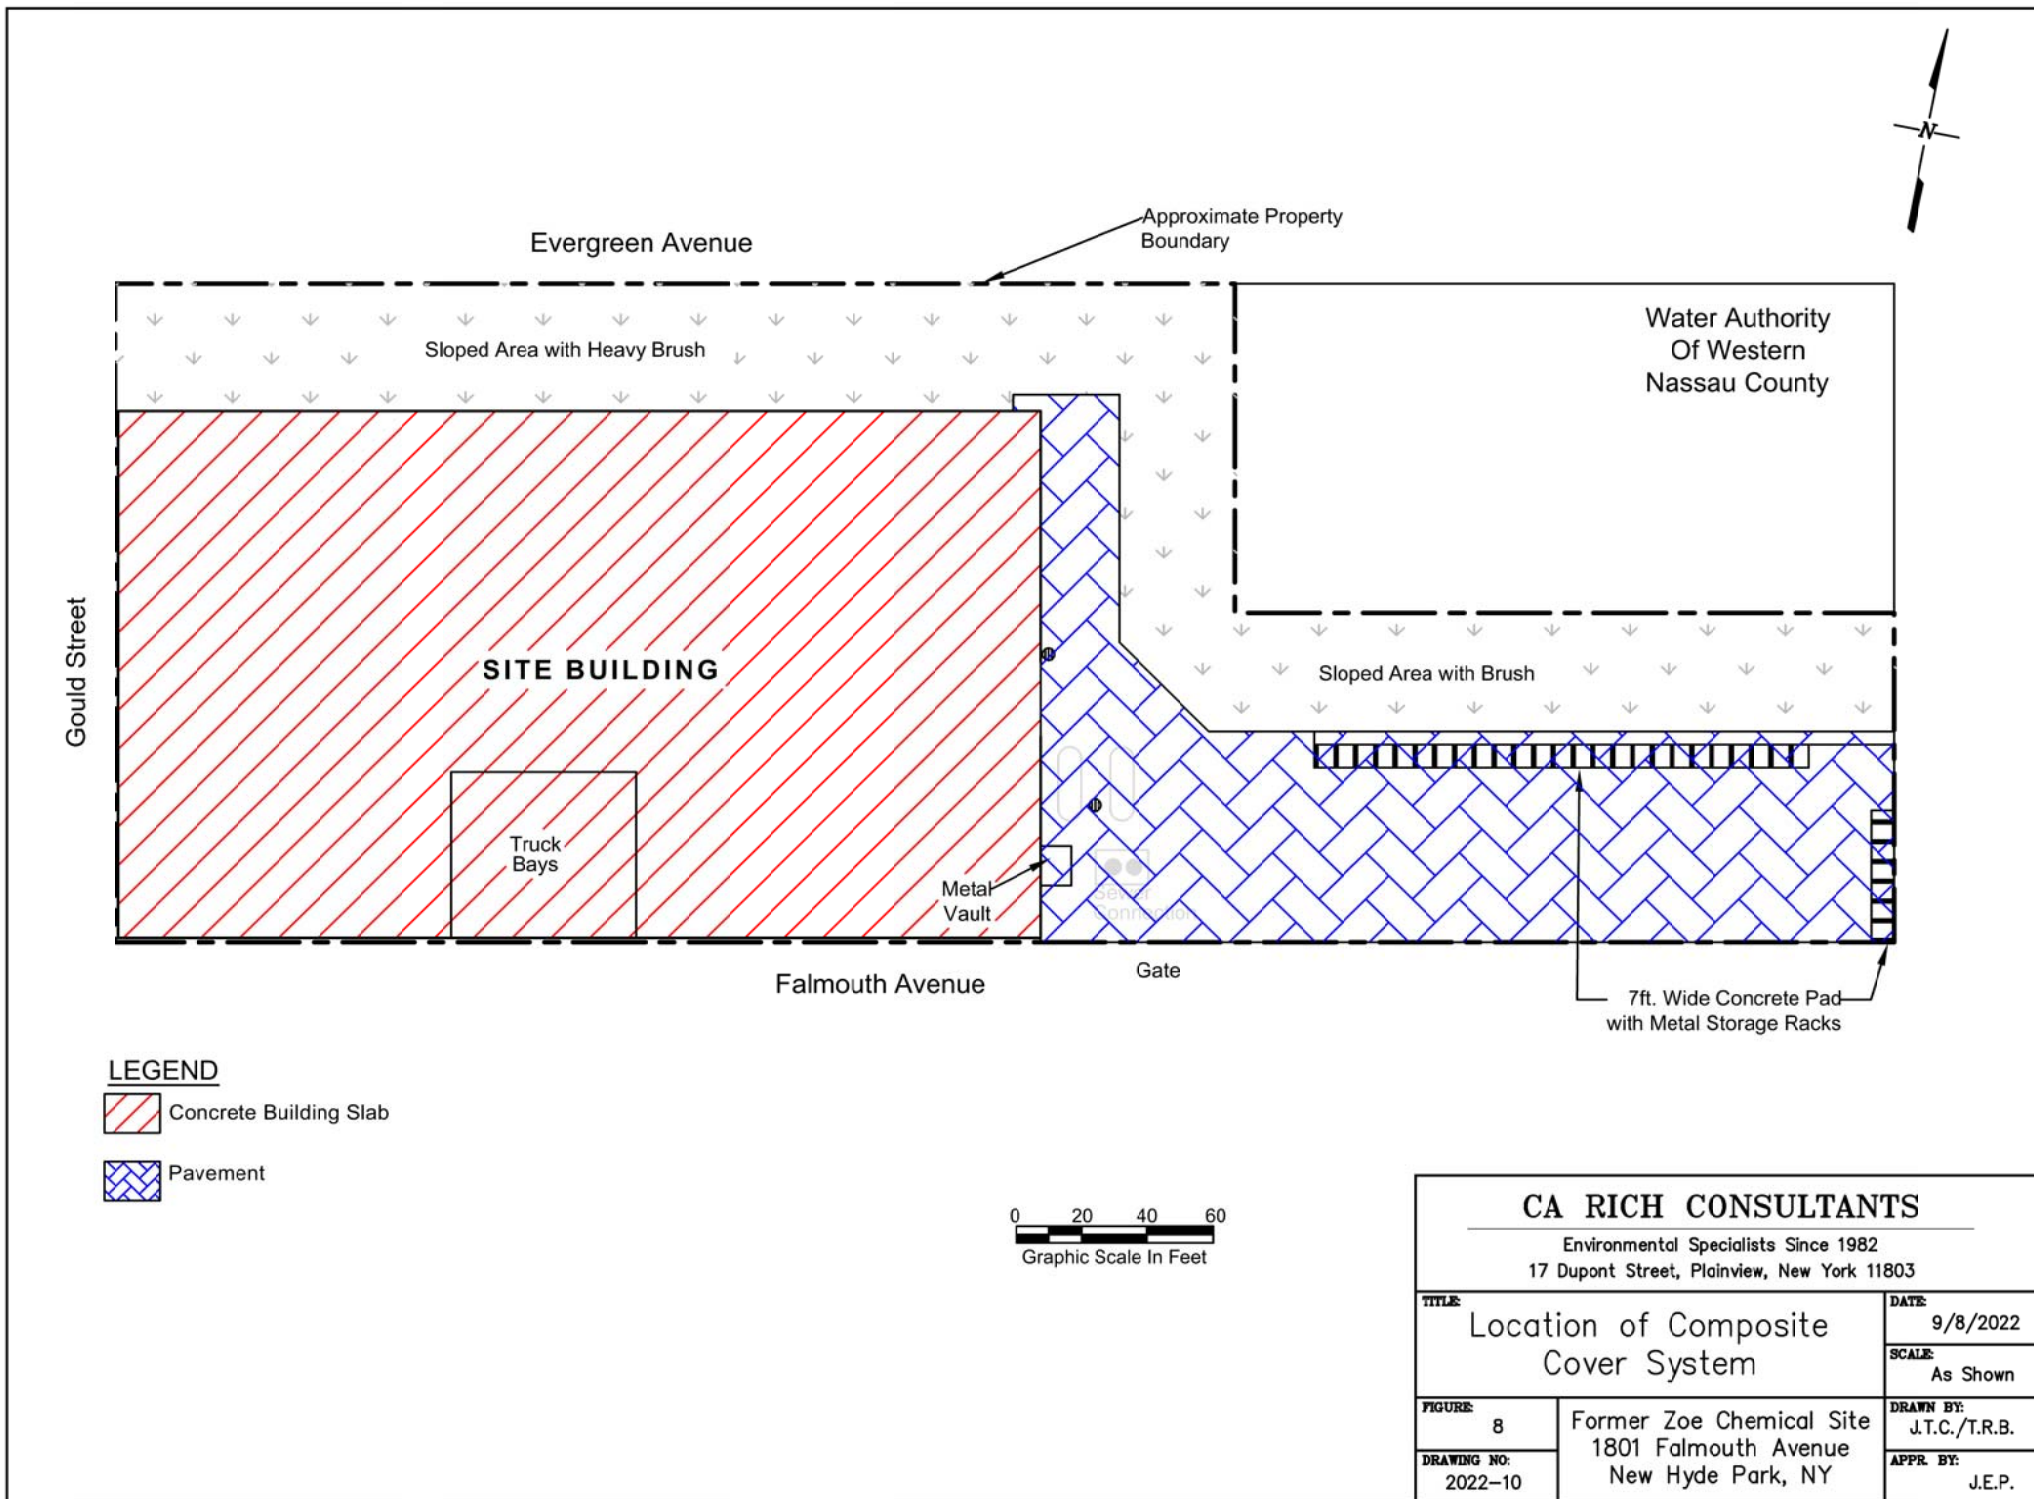 N
Approximate Property
Boundary
Evergreen Avenue
Water Authority
Of Western
Nassau County
Sloped Area with Heavy Brush
Gould Street
SITE BUILDING
Sloped Area with Brush
Truck
Bays
Metal
Vault
Sewer
Connection
Gate
Falmouth Avenue
7ft. Wide Concrete Pad
with Metal Storage Racks
LEGEND
Concrete Building Slab
Pavement
0 20 40 60
Graphic Scale In Feet
CA RICH CONSULTANTS
Environmental Specialists Since 1982
17 Dupont Street, Plainview, New York 11803
TITLE:
Location of Composite
Cover System
DATE:
9/8/2022
SCALE:
As Shown
FIGURE:
8
DRAWING NO:
2022-10
Former Zoe Chemical Site
1801 Falmouth Avenue
New Hyde Park, NY
DRAWN BY:
J.T.C./T.R.B.
APPR. BY:
J.E.P.